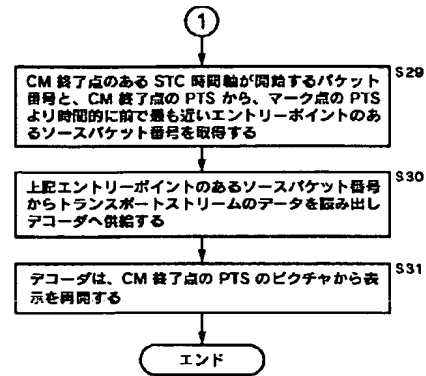 1
CM 終了点のある STC 時間軸が開始するパケット
番号と、CM 終了点の PTS から、マーク点の PTS
より時間的に前で最も近いエントリーポイントのあ
るソースパケット番号を取得する
S29
上記エントリーポイントのあるソースパケット番号
からトランスポートストリームのデータを読み出し
デコーダへ供給する
S30
デコーダは、CM 終了点の PTS のピクチャから表
示を再開する
S31
エンド